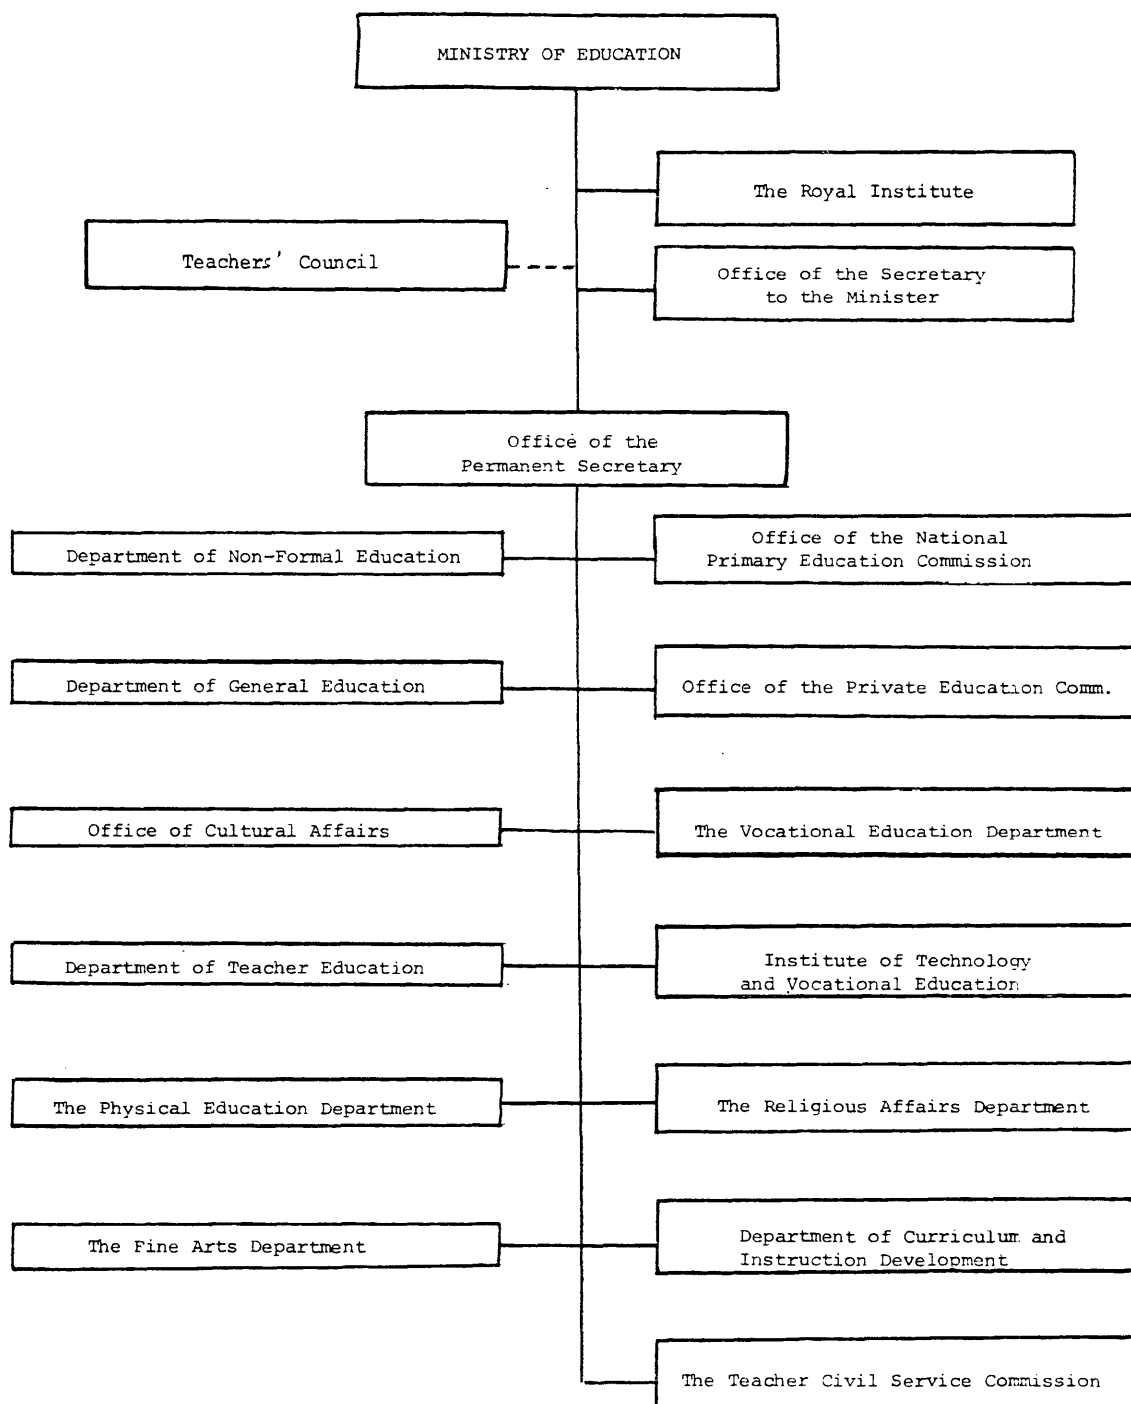 MINISTRY OF EDUCATION
The Royal Institute
Teachers' Council
Office of the Secretary
to the Minister
Office of the
Permanent Secretary
Department of Non-Formal Education
Office of the National
Primary Education Commission
Department of General Education
Office of the Private Education Comm.
Office of Cultural Affairs
The Vocational Education Department
Department of Teacher Education
Institute of Technology
and Vocational Education
The Physical Education Department
The Religious Affairs Department
The Fine Arts Department
Department of Curriculum and
Instruction Development
The Teacher Civil Service Commission